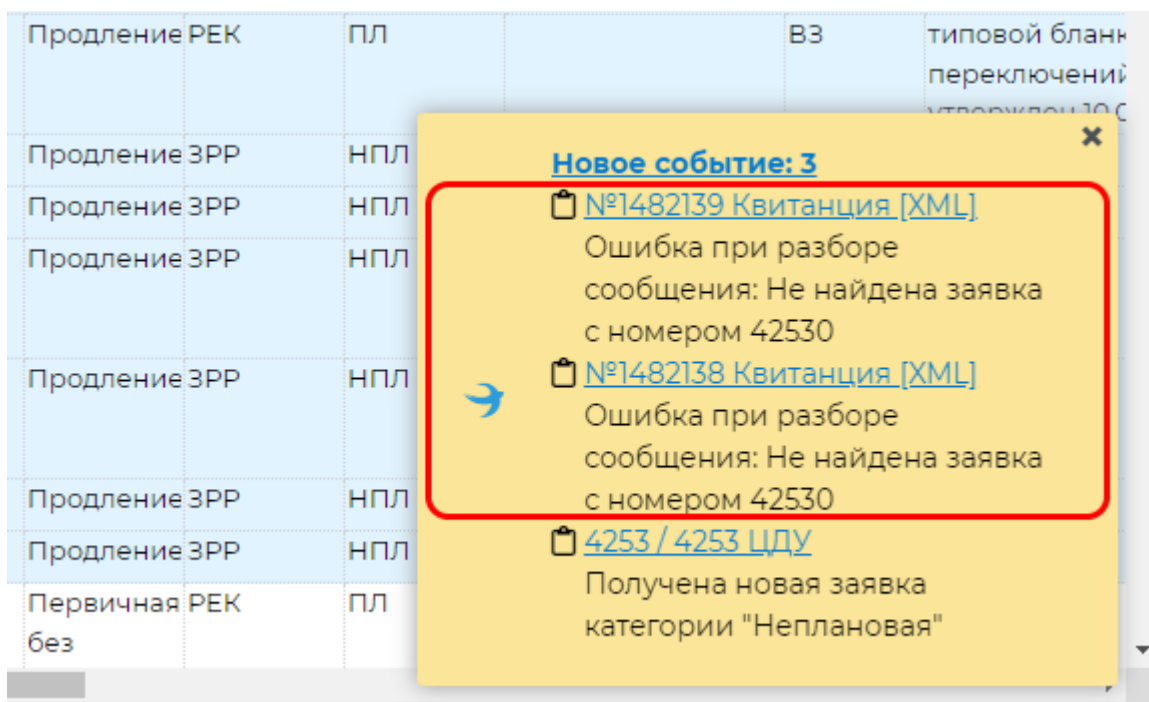 Продление РЕК ПЛ ВЗ типовой бланк
переключений
утвержден 10.0
Продление ЗРР НПЛ
Продление ЗРР НПЛ
Продление ЗРР НПЛ
Продление ЗРР НПЛ
Продление ЗРР НПЛ
Продление ЗРР НПЛ
Первичная РЕК ПЛ
без
Новое событие: 3
№1482139 Квитанция [XML]
Ошибка при разборе
сообщения: Не найдена заявка
с номером 42530
№1482138 Квитанция [XML]
Ошибка при разборе
сообщения: Не найдена заявка
с номером 42530
4253 / 4253 ЦДУ
Получена новая заявка
категории "Неплановая"